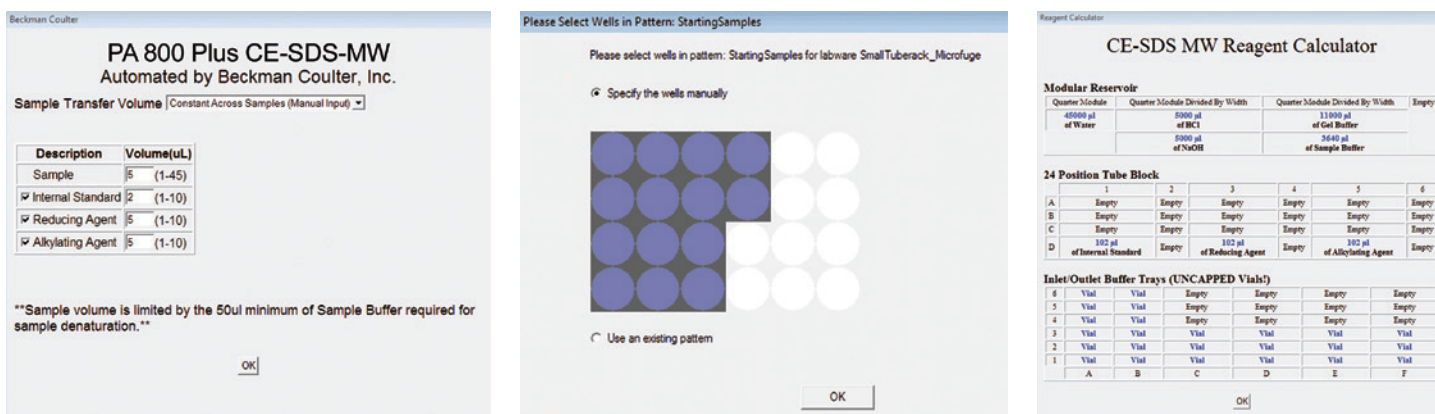 Beckman Coulter
PA 800 Plus CE-SDS-MW
Automated by Beckman Coulter, Inc.
Sample Transfer Volume Constant Across Samples (Manual Input)
Description Volume(uL)
Sample 5 (1-45)
Internal Standard 2 (1-10)
Reducing Agent 5 (1-10)
Alkylating Agent 5 (1-10)
**Sample volume is limited by the 50ul minimum of Sample Buffer required for
sample denaturation.**
OK
Please Select Wells in Pattern: StartingSamples
Please select wells in pattern: StartingSamples for labware SmallTuberack_Microfuge
Specify the wells manually
Use an existing pattern
OK
Reagent Calculator
CE-SDS MW Reagent Calculator
Modular Reservoir
Quarter Module Quarter Module Divided By Width Quarter Module Divided By Width Empty
45000 µl 5000 µl 11000 µl
of Water of HCl of Gel Buffer
5000 µl 3640 µl
of NaOH of Sample Buffer
24 Position Tube Block
1 2 3 4 5 6
A Empty Empty Empty Empty Empty Empty
B Empty Empty Empty Empty Empty Empty
C Empty Empty Empty Empty Empty Empty
D 102 µl Empty 102 µl Empty 102 µl Empty
of Internal Standard of Reducing Agent of Alkylating Agent
Inlet/Outlet Buffer Trays (UNCAPPED Vials!)
6 Vial Vial Empty Empty Empty Empty
5 Vial Vial Empty Empty Empty Empty
4 Vial Vial Empty Empty Empty Empty
3 Vial Vial Vial Vial Vial Vial
2 Vial Vial Vial Vial Vial Vial
1 Vial Vial Vial Vial Vial Vial
A B C D E F
OK